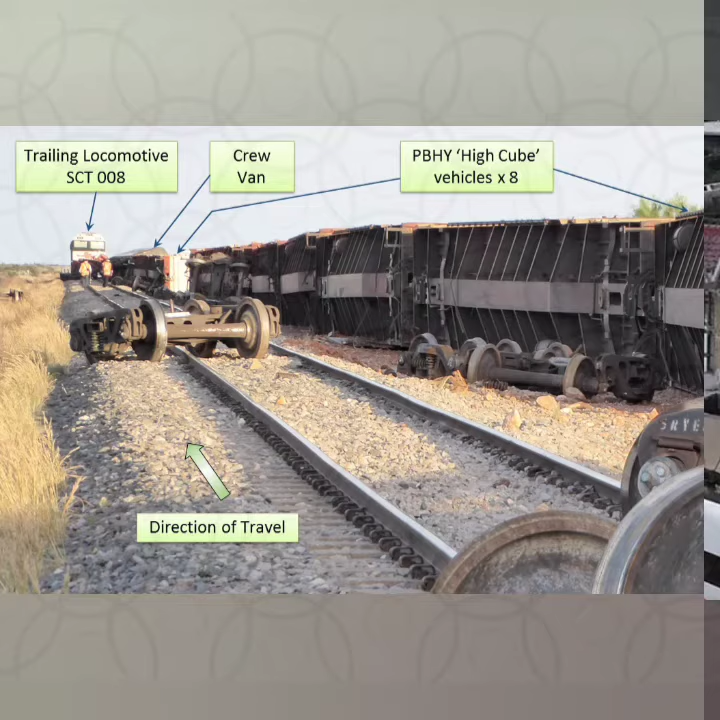 Trailing Locomotive
SCT 008
Crew
Van
PBHY ‘High Cube’
vehicles x 8
Direction of Travel